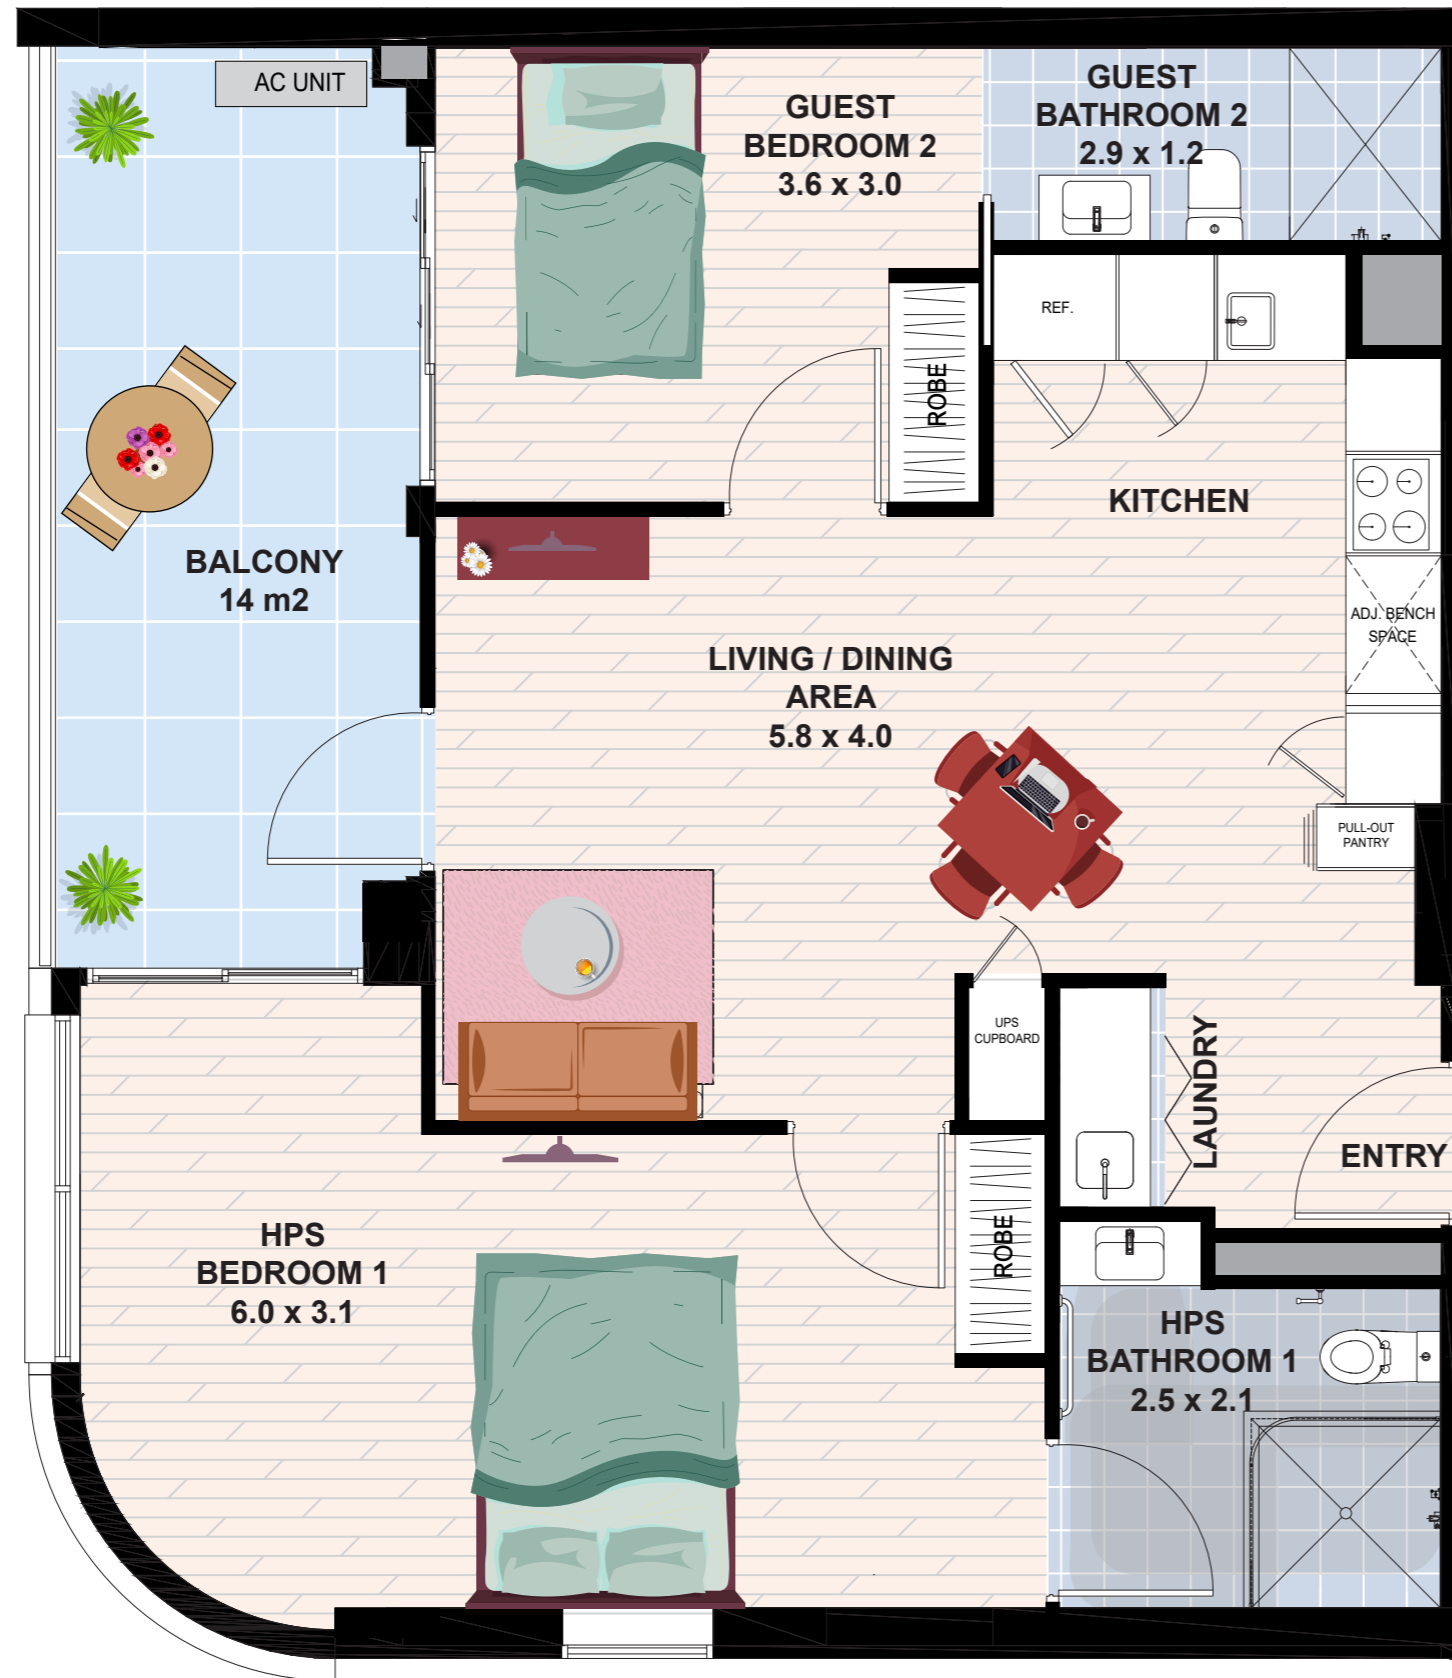 AC UNIT
GUEST
BEDROOM 2
3.6 x 3.0
GUEST
BATHROOM 2
2.9 x 1.2
REF.
ROBE
KITCHEN
BALCONY
14 m2
ADJ. BENCH
SPACE
LIVING / DINING
AREA
5.8 x 4.0
PULL-OUT
PANTRY
UPS
CUPBOARD
LAUNDRY
ENTRY
HPS
BEDROOM 1
6.0 x 3.1
ROBE
HPS
BATHROOM 1
2.5 x 2.1